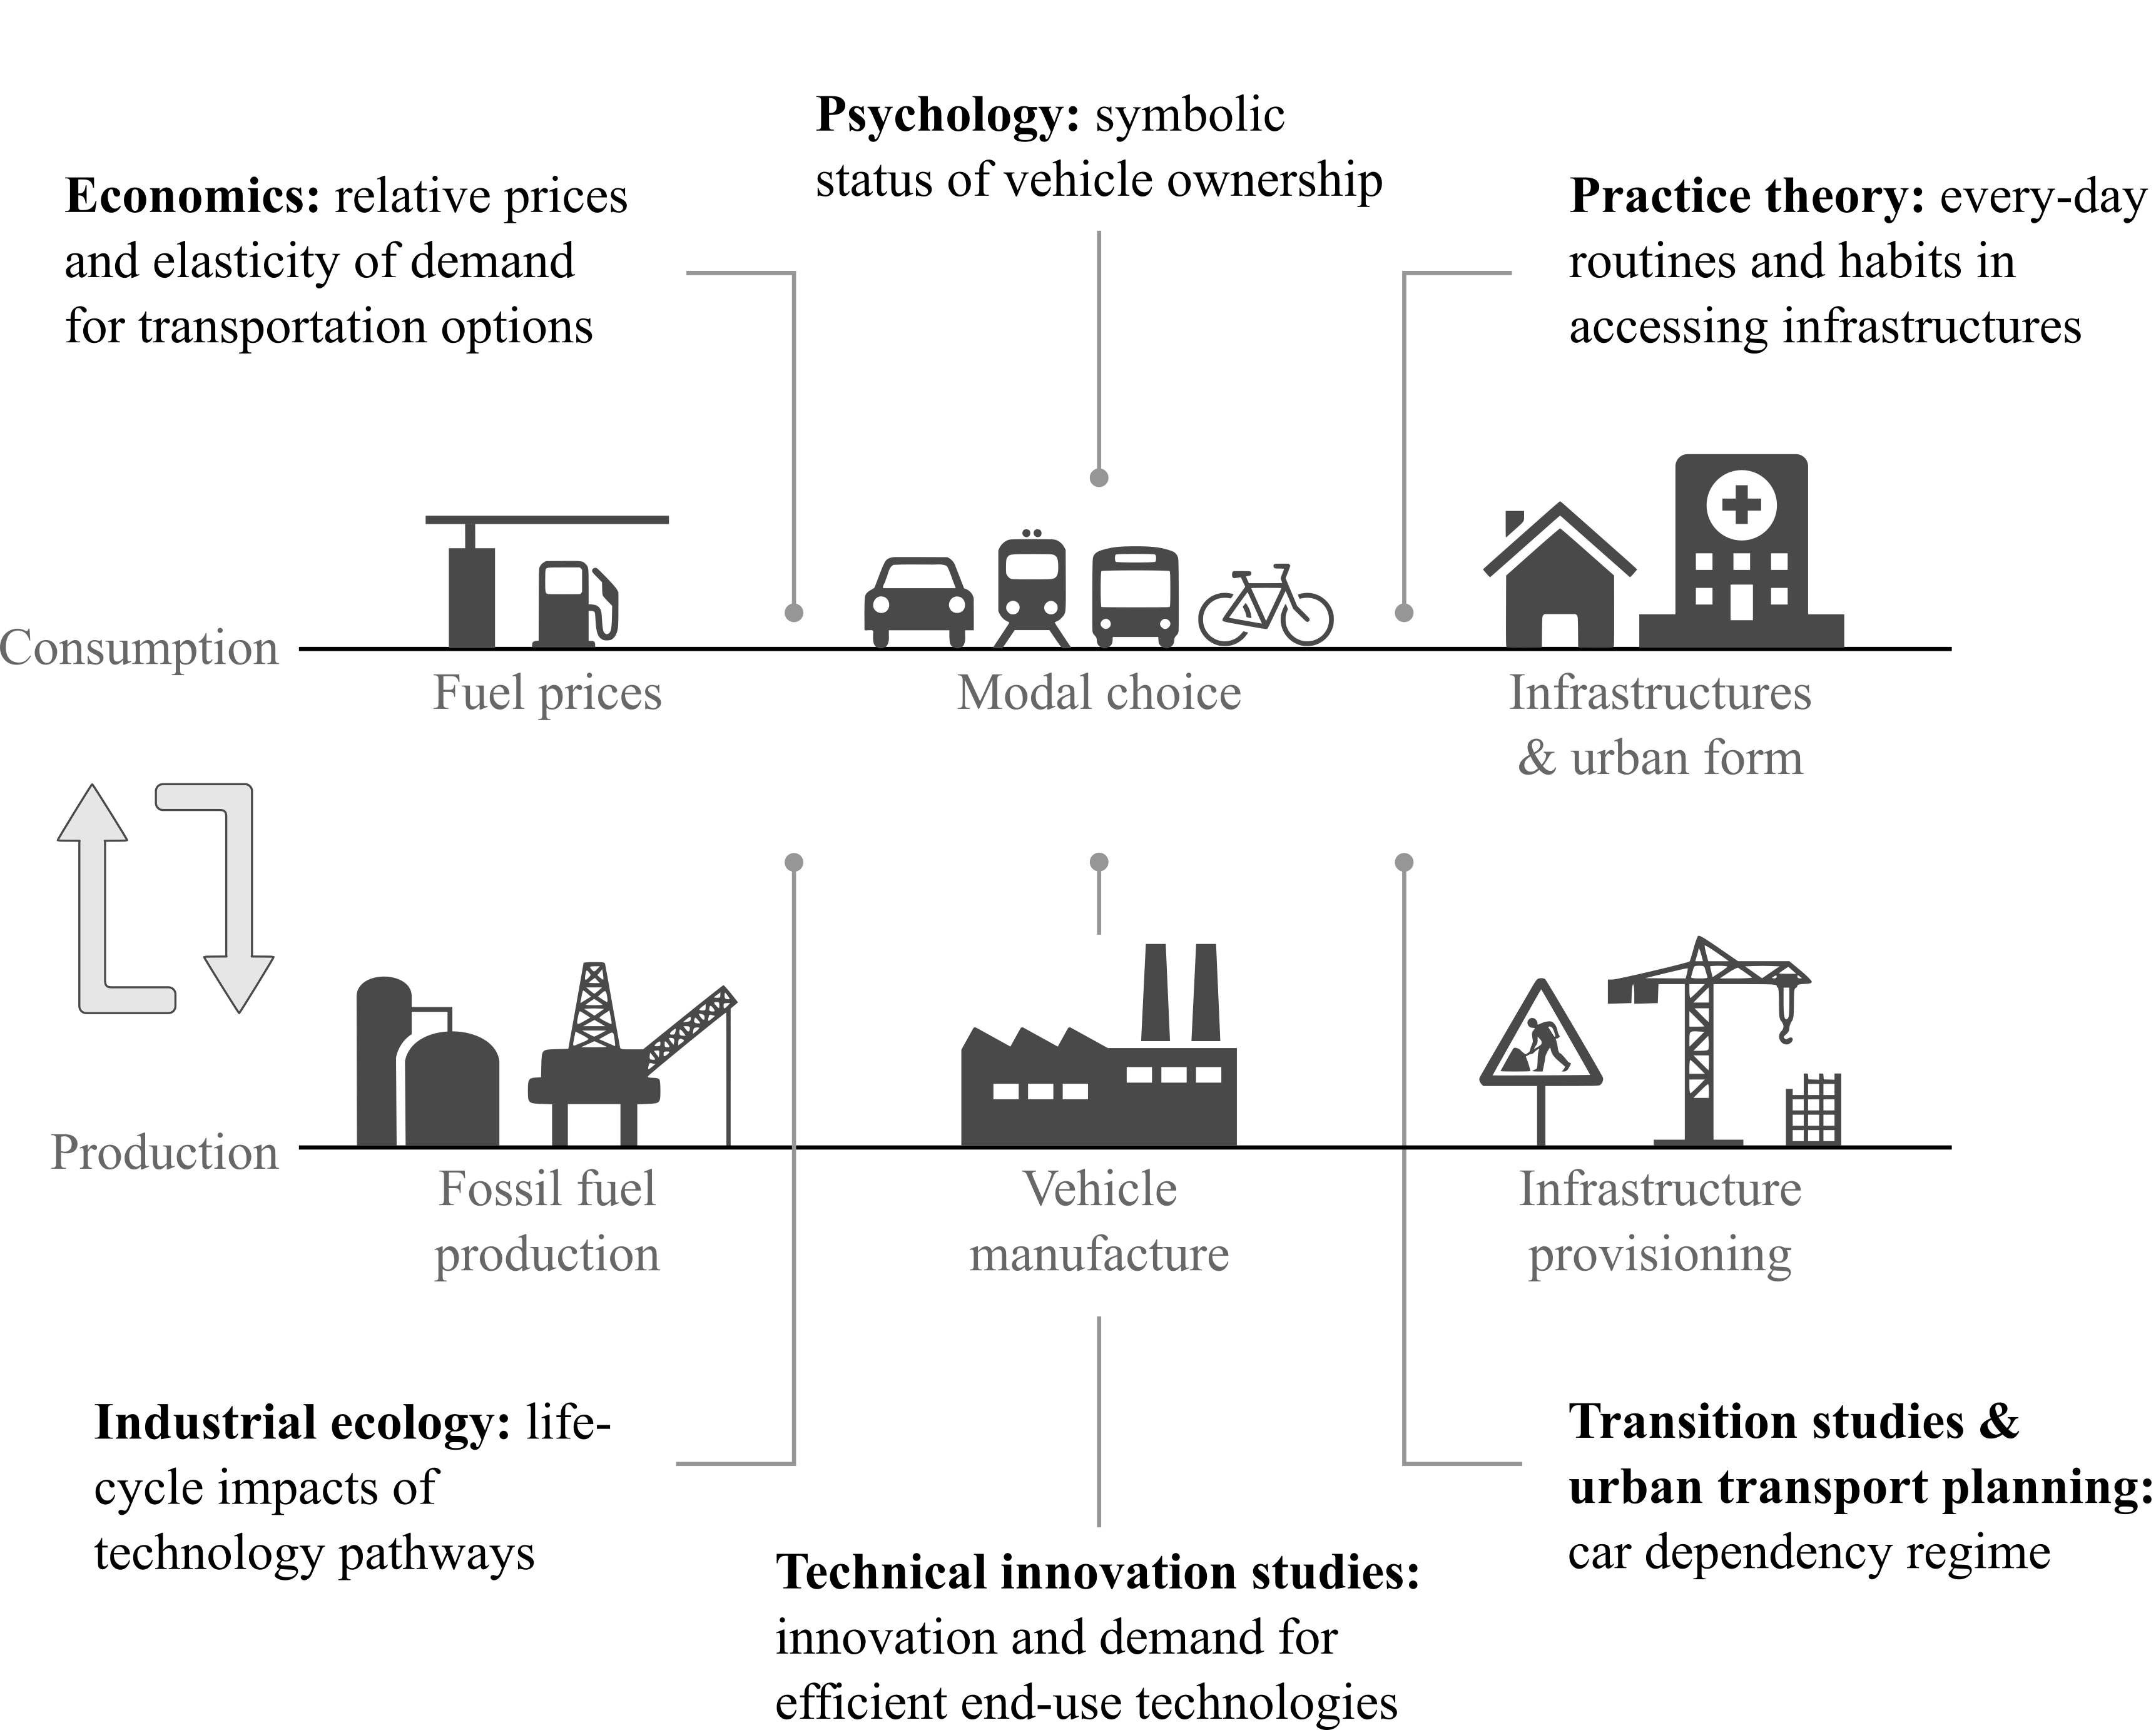 Psychology: symbolic
status of vehicle ownership
Economics: relative prices
and elasticity of demand
for transportation options
Practice theory: every-day
routines and habits in
accessing infrastructures
Consumption
Fuel prices
Modal choice
Infrastructures
& urban form
Production
Fossil fuel
production
Vehicle
manufacture
Infrastructure
provisioning
Industrial ecology: life-
cycle impacts of
technology pathways
Technical innovation studies:
innovation and demand for
efficient end-use technologies
Transition studies &
urban transport planning:
car dependency regime